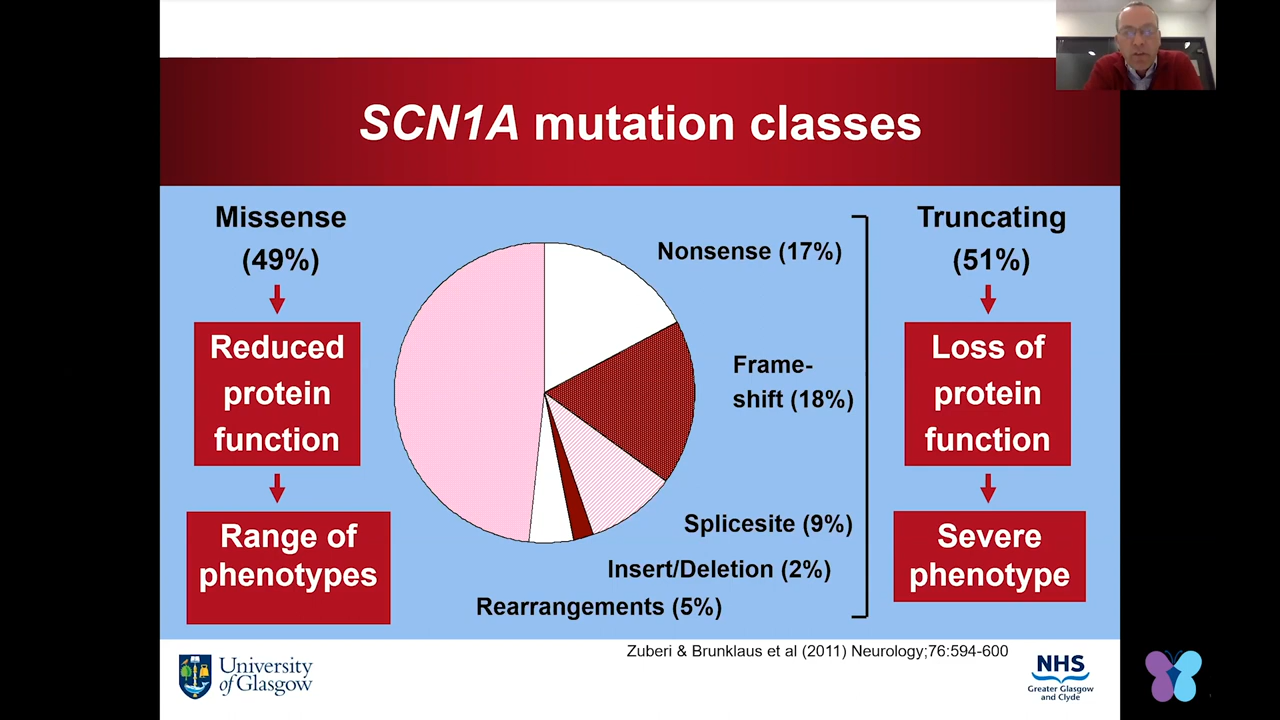 SCN1A mutation classes
Missense
(49%)
Reduced
protein
function
Range of
phenotypes
Nonsense (17%)
Frame-
shift (18%)
Splicesite (9%)
Insert/Deletion (2%)
Rearrangements (5%)
Truncating
(51%)
Loss of
protein
function
Severe
phenotype
Zuberi & Brunklaus et al (2011) Neurology;76:594-600
University
of Glasgow
NHS
Greater Glasgow
and Clyde